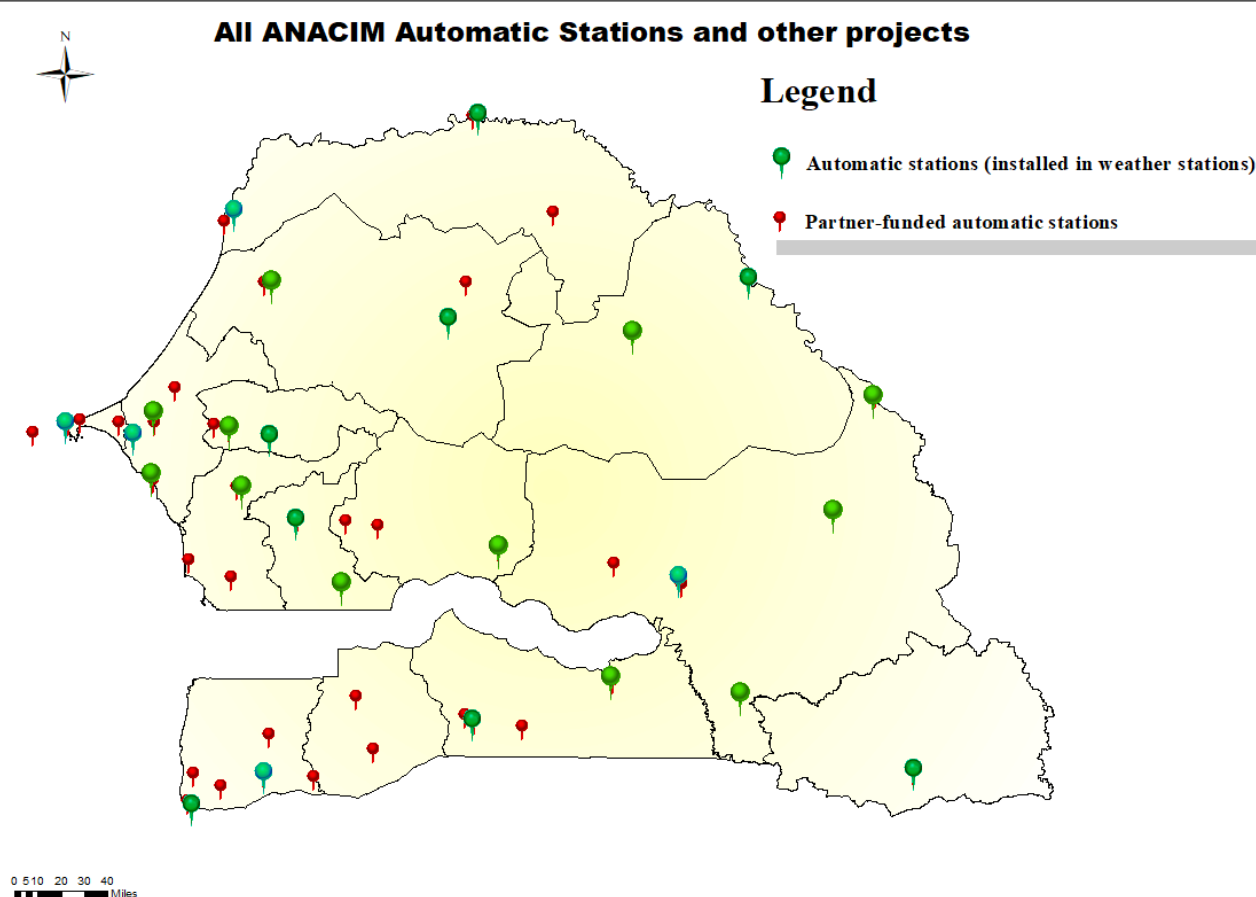 All ANACIM Automatic Stations and other projects
N
Legend
Automatic stations (installed in weather stations)
Partner-funded automatic stations
0 5 10 20 30 40
Miles